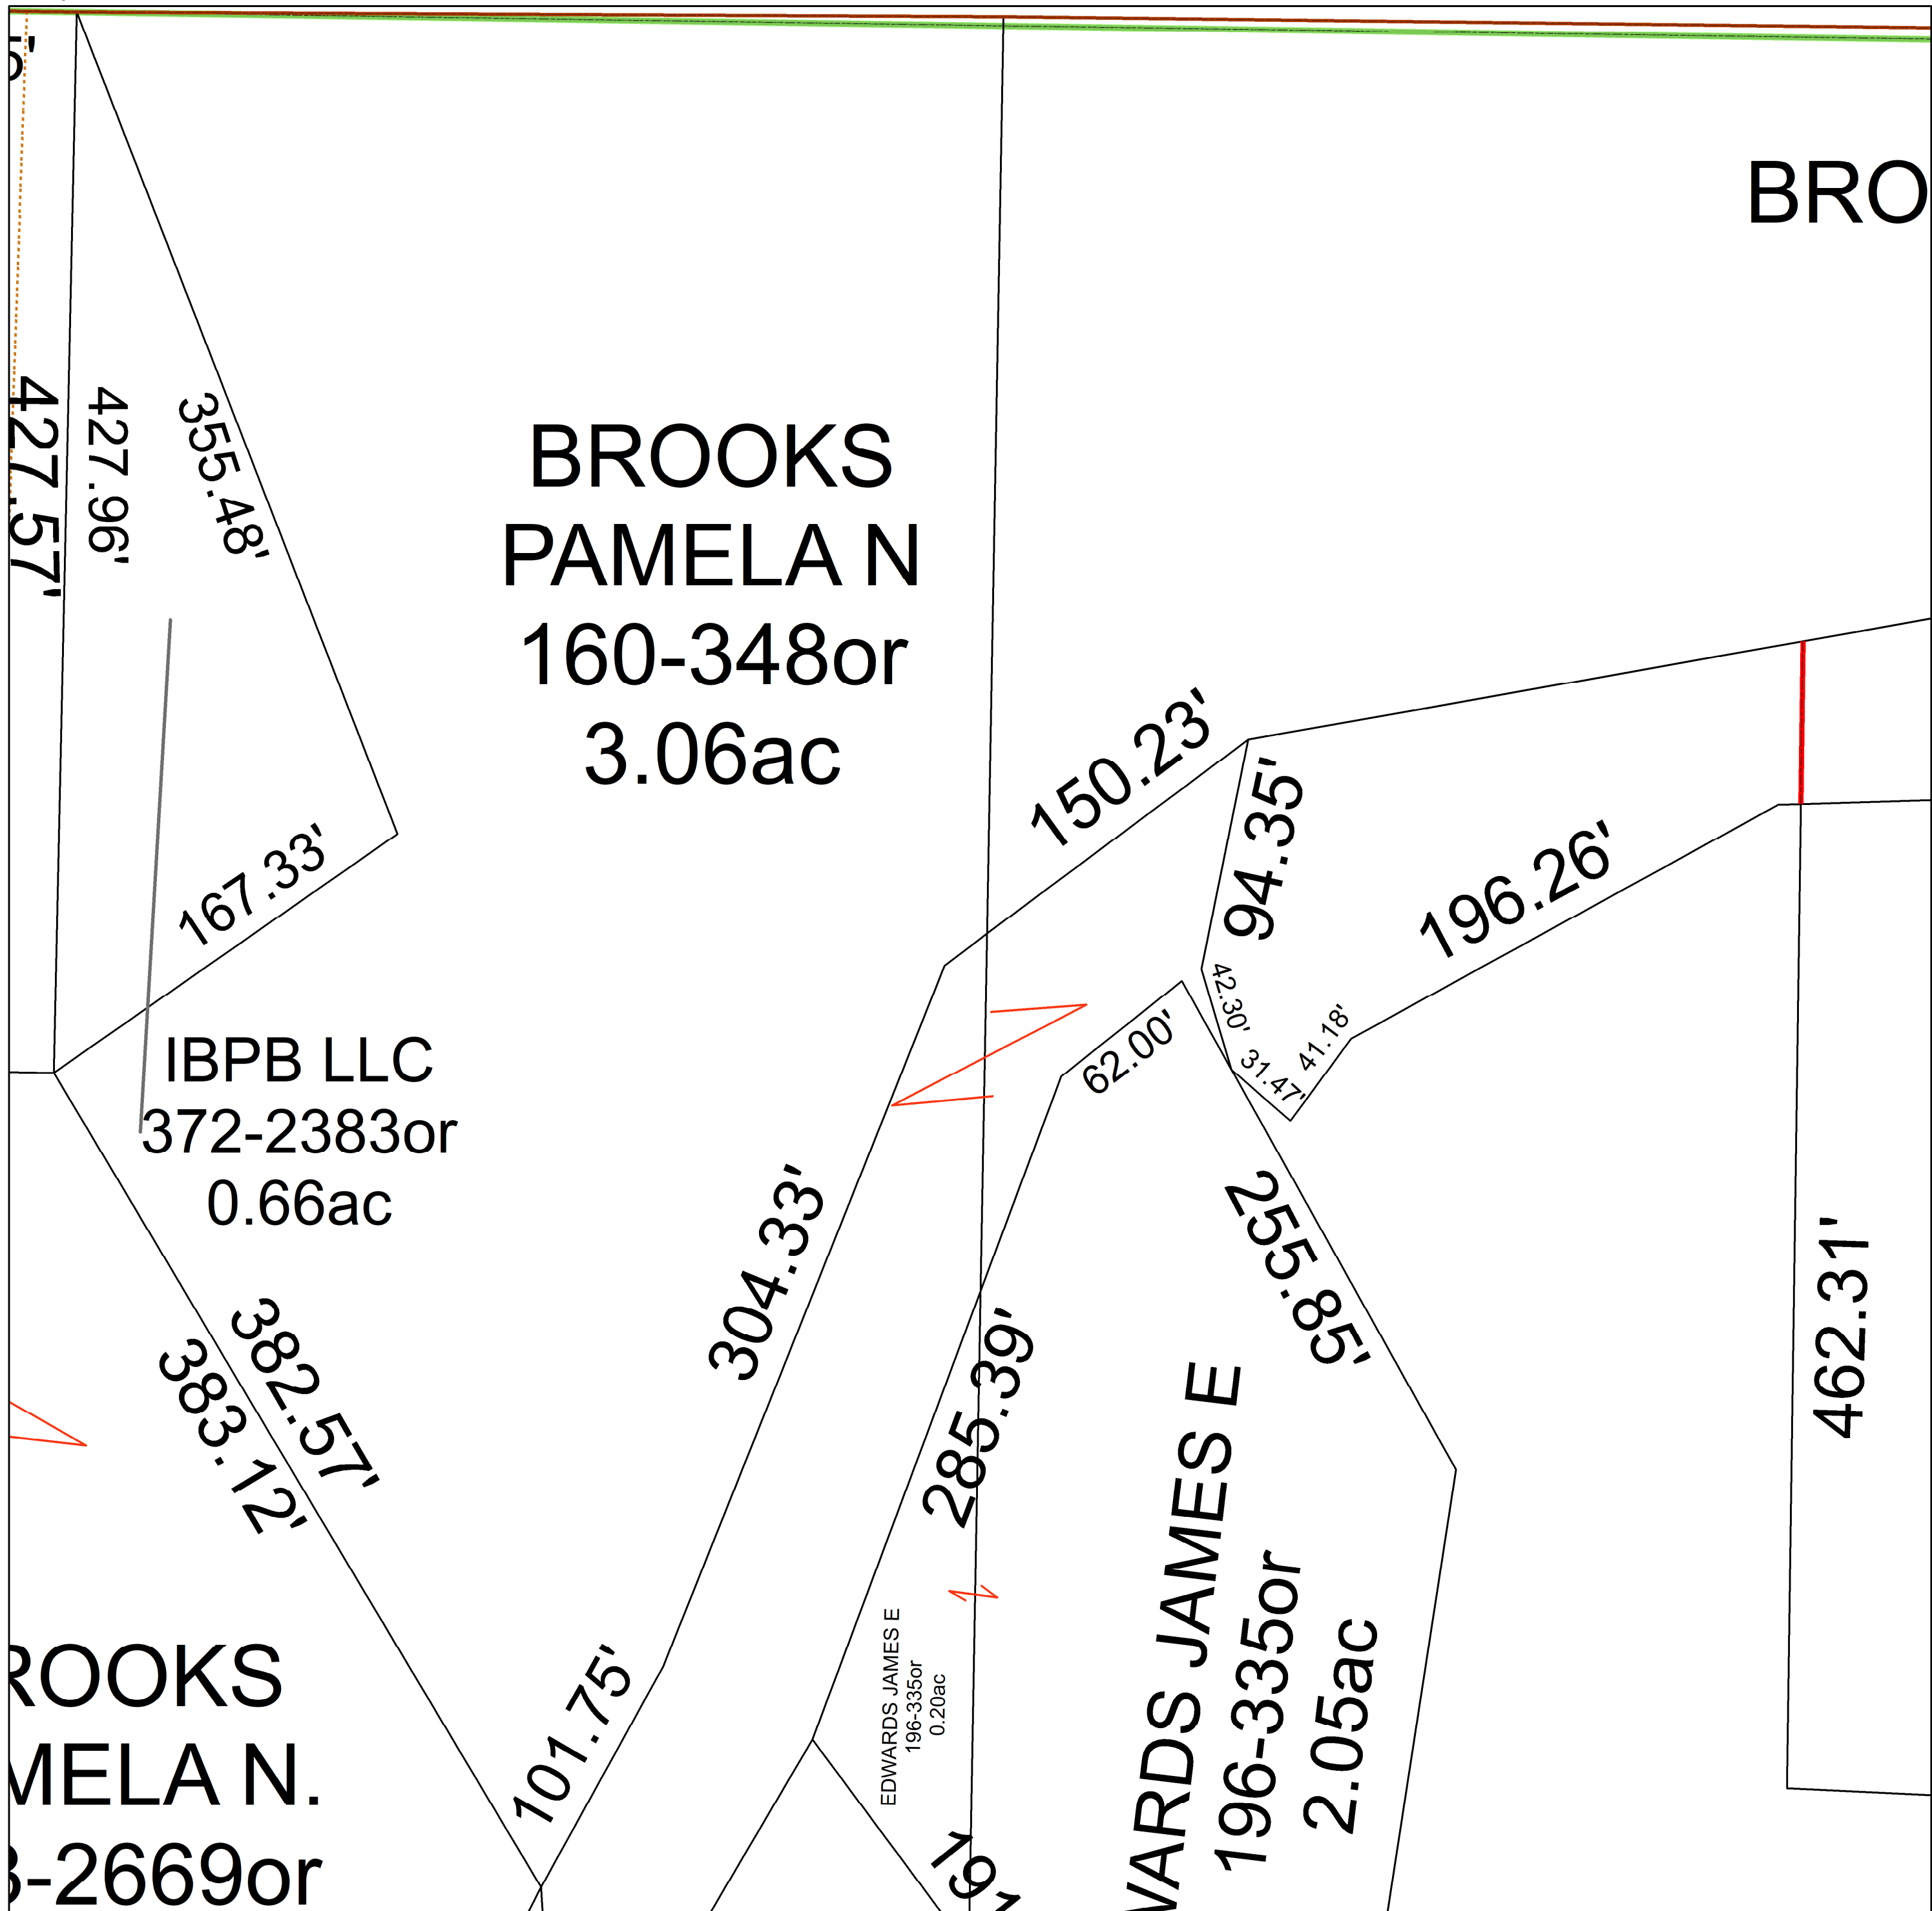 5'
BRO
427.57'
427.96'
355.48'
BROOKS
PAMELA N
160-348or
3.06ac
150.23'
94.35'
196.26'
167.33'
42.30'
31.47'
41.18'
62.00'
IBPB LLC
372-2383or
0.66ac
304.33'
255.85'
462.31'
382.57'
383.12'
285.39'
101.75'
EDWARDS JAMES E
196-335or
0.20ac
WARDS JAMES E
196-335or
2.05ac
ROOKS
MELA N.
3-2669or